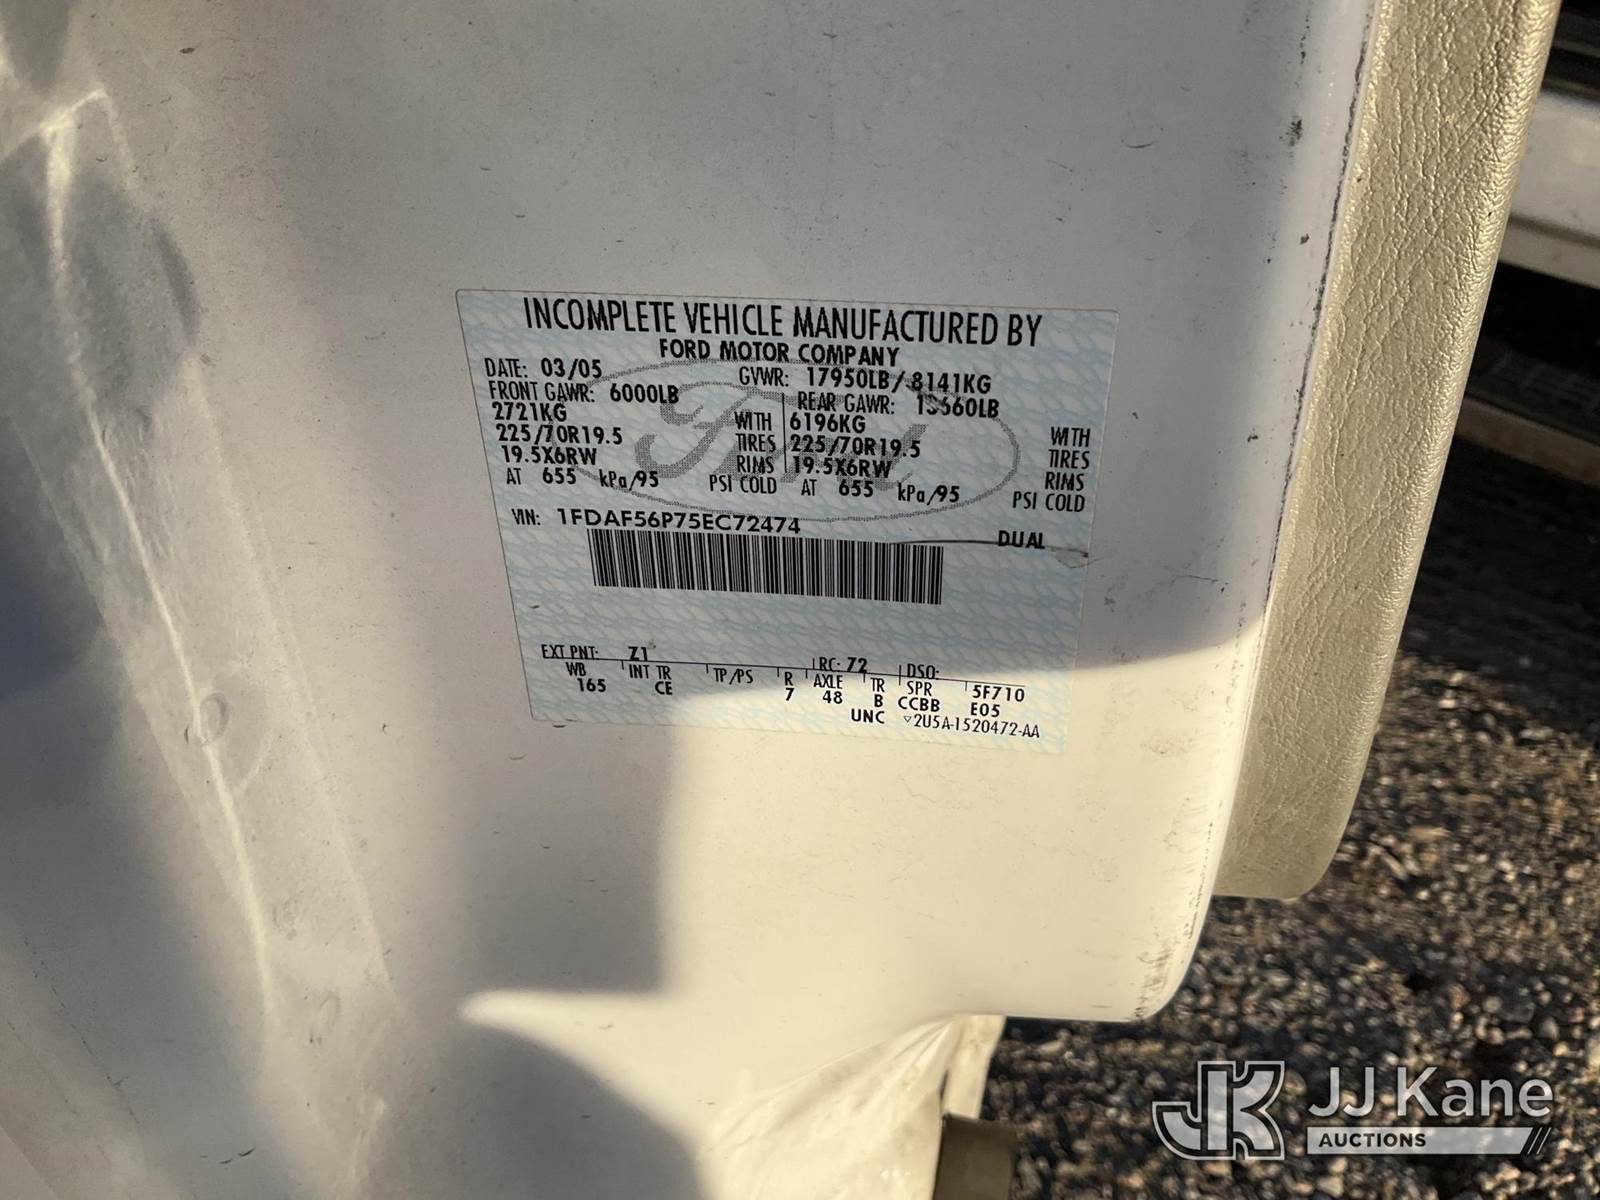 INCOMPLETE VEHICLE MANUFACTURED BY
FORD MOTOR COMPANY
DATE: 03/05 GVWR: 17950LB/8141KG
FRONT GAWR: 6000LB REAR GAWR: 13660LB
2721KG WITH 6196KG WITH
225/70R19.5 TIRES 225/70R19.5 TIRES
19.5X6RW RIMS 19.5X6RW RIMS
AT 655 kPa/95 PSI COLD AT 655 kPa/95 PSI COLD
VIN: 1FDAF56P75EC72474 DUAL
EXT PNT: Z1 RC: 72 DSO:
WB INT TR TP/PS R AXLE TR SPR 5F710
165 CE 7 48 B CCBB E05
UNC ▽2U5A-1520472-AA
JK JJ Kane
AUCTIONS